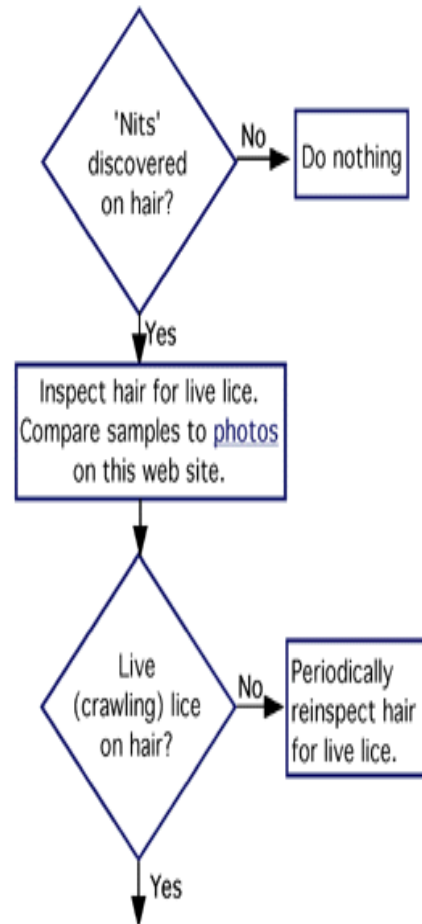 'Nits'
discovered
on hair?
No
Do nothing
Yes
Inspect hair for live lice.
Compare samples to photos
on this web site.
Live
(crawling) lice
on hair?
No
Periodically
reinspect hair
for live lice.
Yes